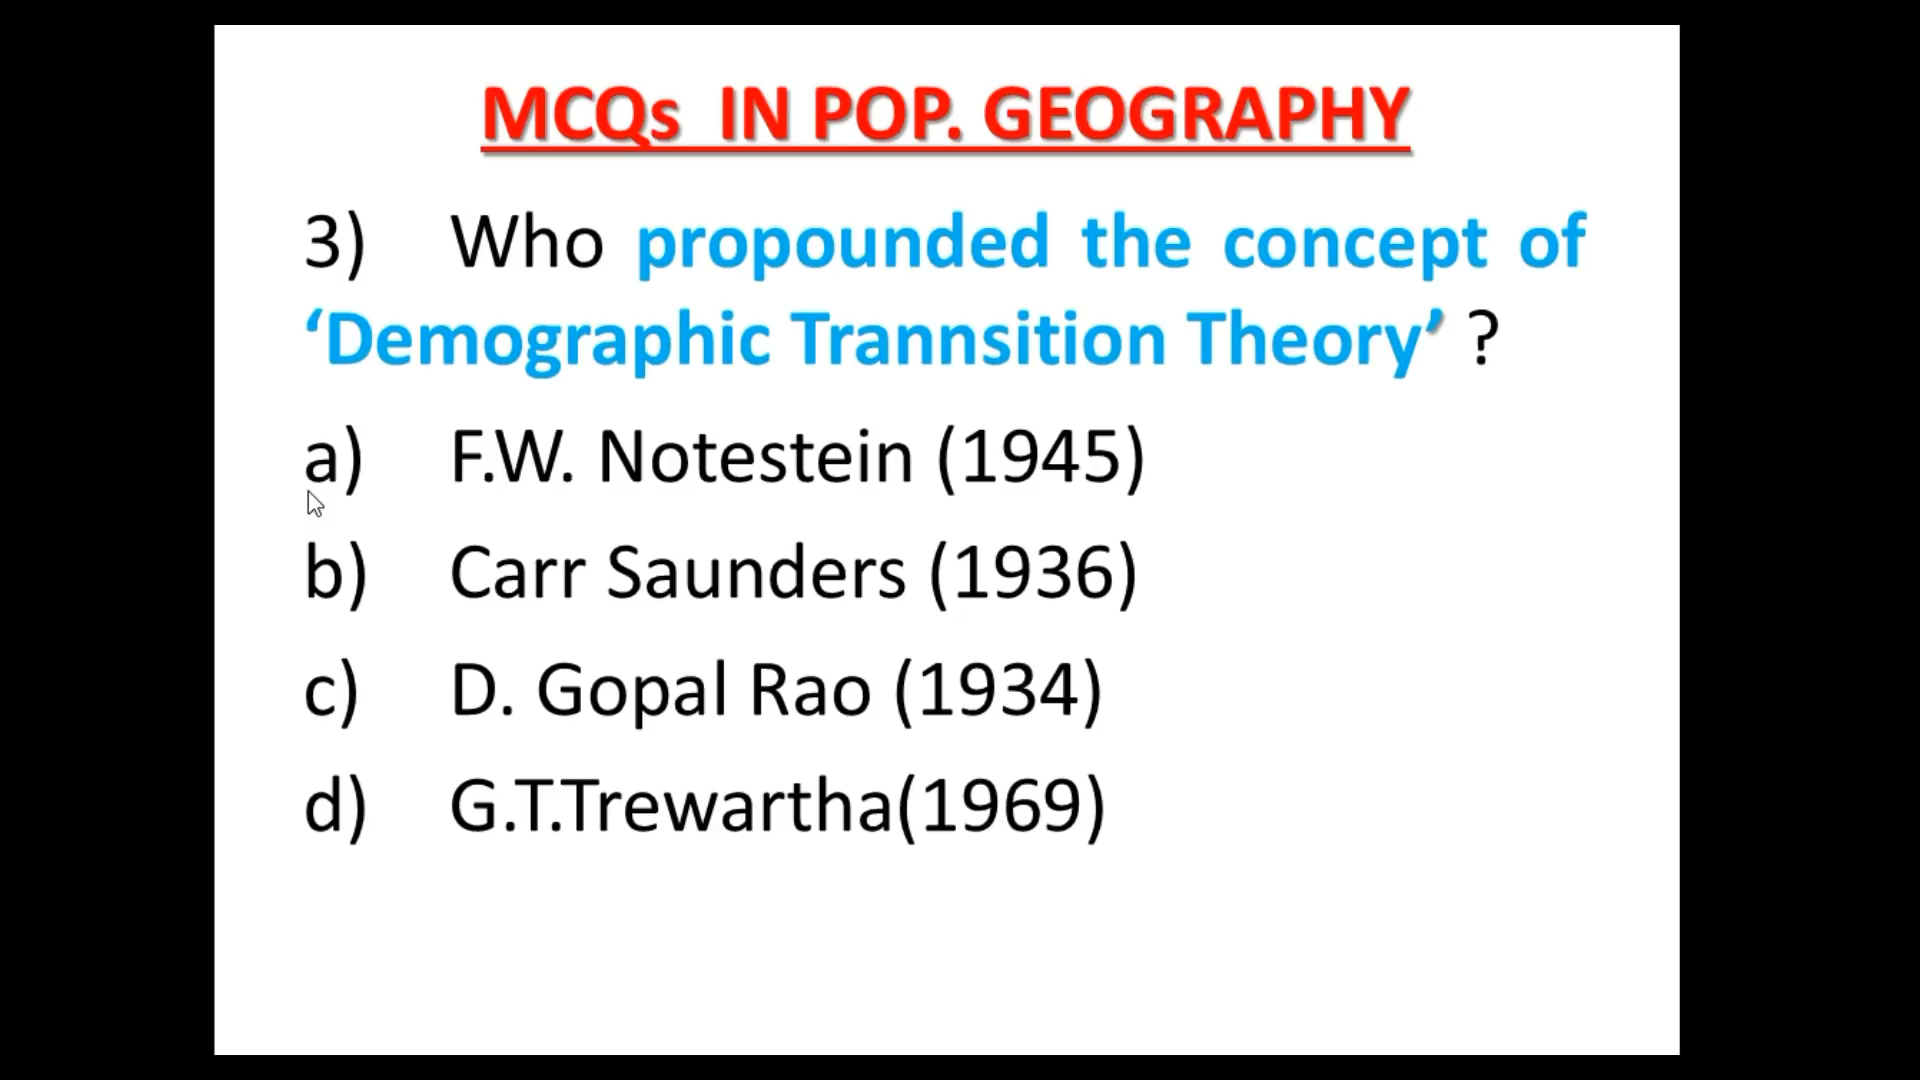 MCQs IN POP. GEOGRAPHY
3) Who propounded the concept of
‘Demographic Trannsition Theory’ ?
a) F.W. Notestein (1945)
b) Carr Saunders (1936)
c) D. Gopal Rao (1934)
d) G.T.Trewartha(1969)